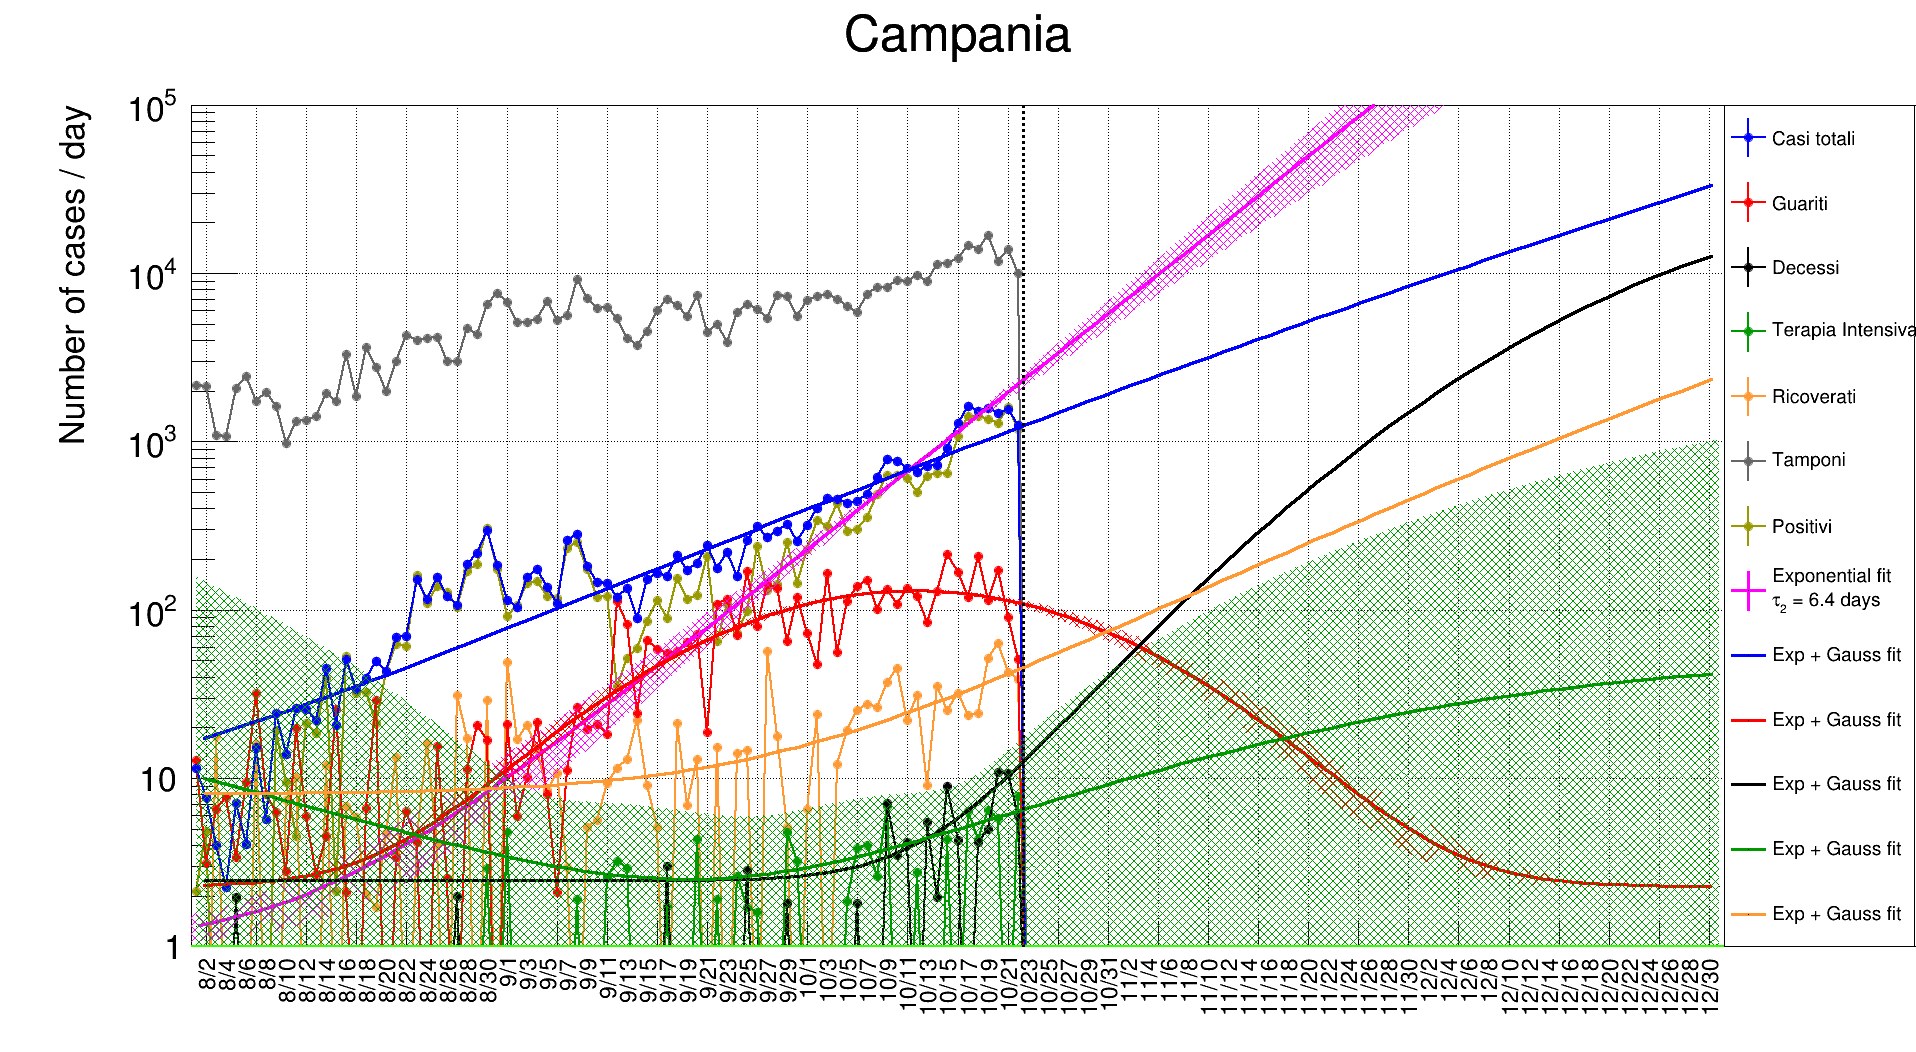 Campania
Number of cases / day
10^5
10^4
10^3
10^2
10
1
8/2 8/4 8/6 8/8 8/10 8/12 8/14 8/16 8/18 8/20 8/22 8/24 8/26 8/28 8/30 9/1 9/3 9/5 9/7 9/9 9/11 9/13 9/15 9/17 9/19 9/21 9/23 9/25 9/27 9/29 10/1 10/3 10/5 10/7 10/9 10/11 10/13 10/15 10/17 10/19 10/21 10/23 10/25 10/27 10/29 10/31 11/2 11/4 11/6 11/8 11/10 11/12 11/14 11/16 11/18 11/20 11/22 11/24 11/26 11/28 11/30 12/2 12/4 12/6 12/8 12/10 12/12 12/14 12/16 12/18 12/20 12/22 12/24 12/26 12/28 12/30
Casi totali
Guariti
Decessi
Terapia Intensiva
Ricoverati
Tamponi
Positivi
Exponential fit
τ₂ = 6.4 days
Exp + Gauss fit
Exp + Gauss fit
Exp + Gauss fit
Exp + Gauss fit
Exp + Gauss fit